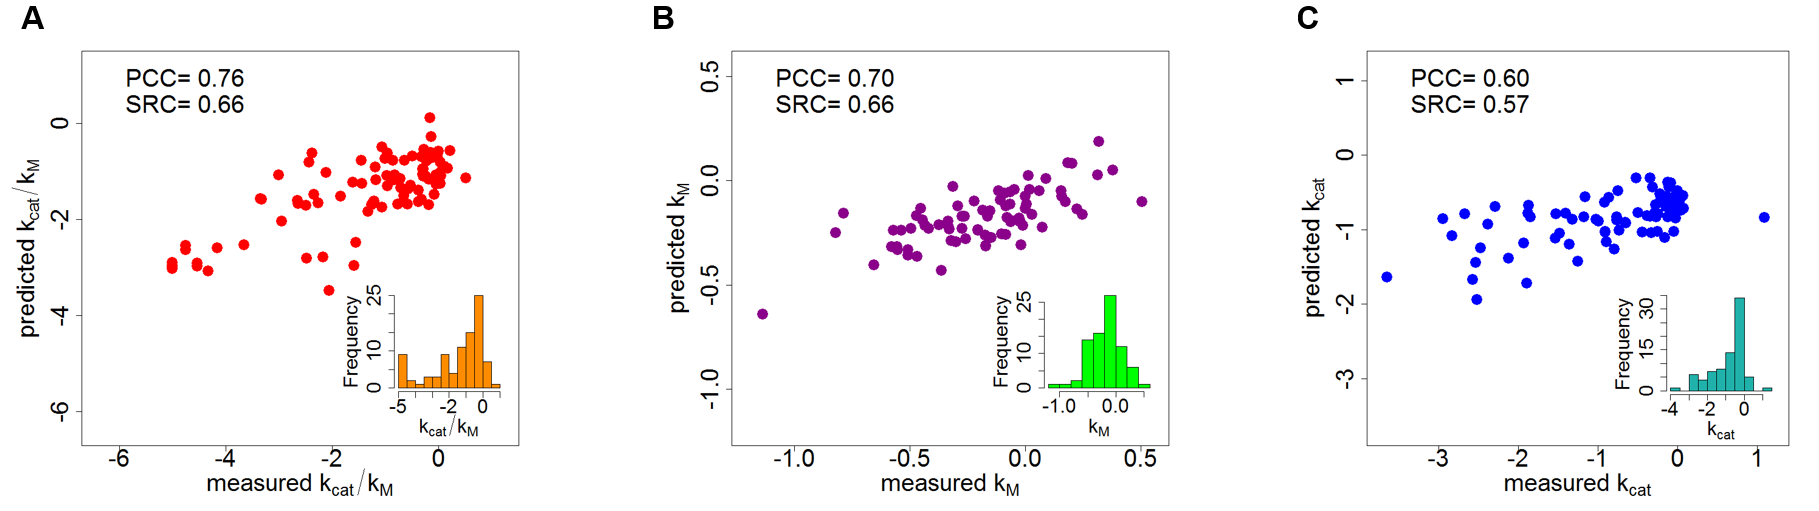 A
PCC= 0.76
SRC= 0.66
predicted kcat/kM
0
-2
-4
-6
-6 -4 -2 0
measured kcat/kM
Frequency
25
10
0
-5 -2 0
kcat/kM
B
PCC= 0.70
SRC= 0.66
predicted kM
0.5
0.0
-0.5
-1.0
-1.0 -0.5 0.0 0.5
measured kM
Frequency
25
10
0
-1.0 0.0
kM
C
PCC= 0.60
SRC= 0.57
predicted kcat
1
0
-1
-2
-3
-3 -2 -1 0 1
measured kcat
Frequency
30
15
0
-4 -2 0
kcat